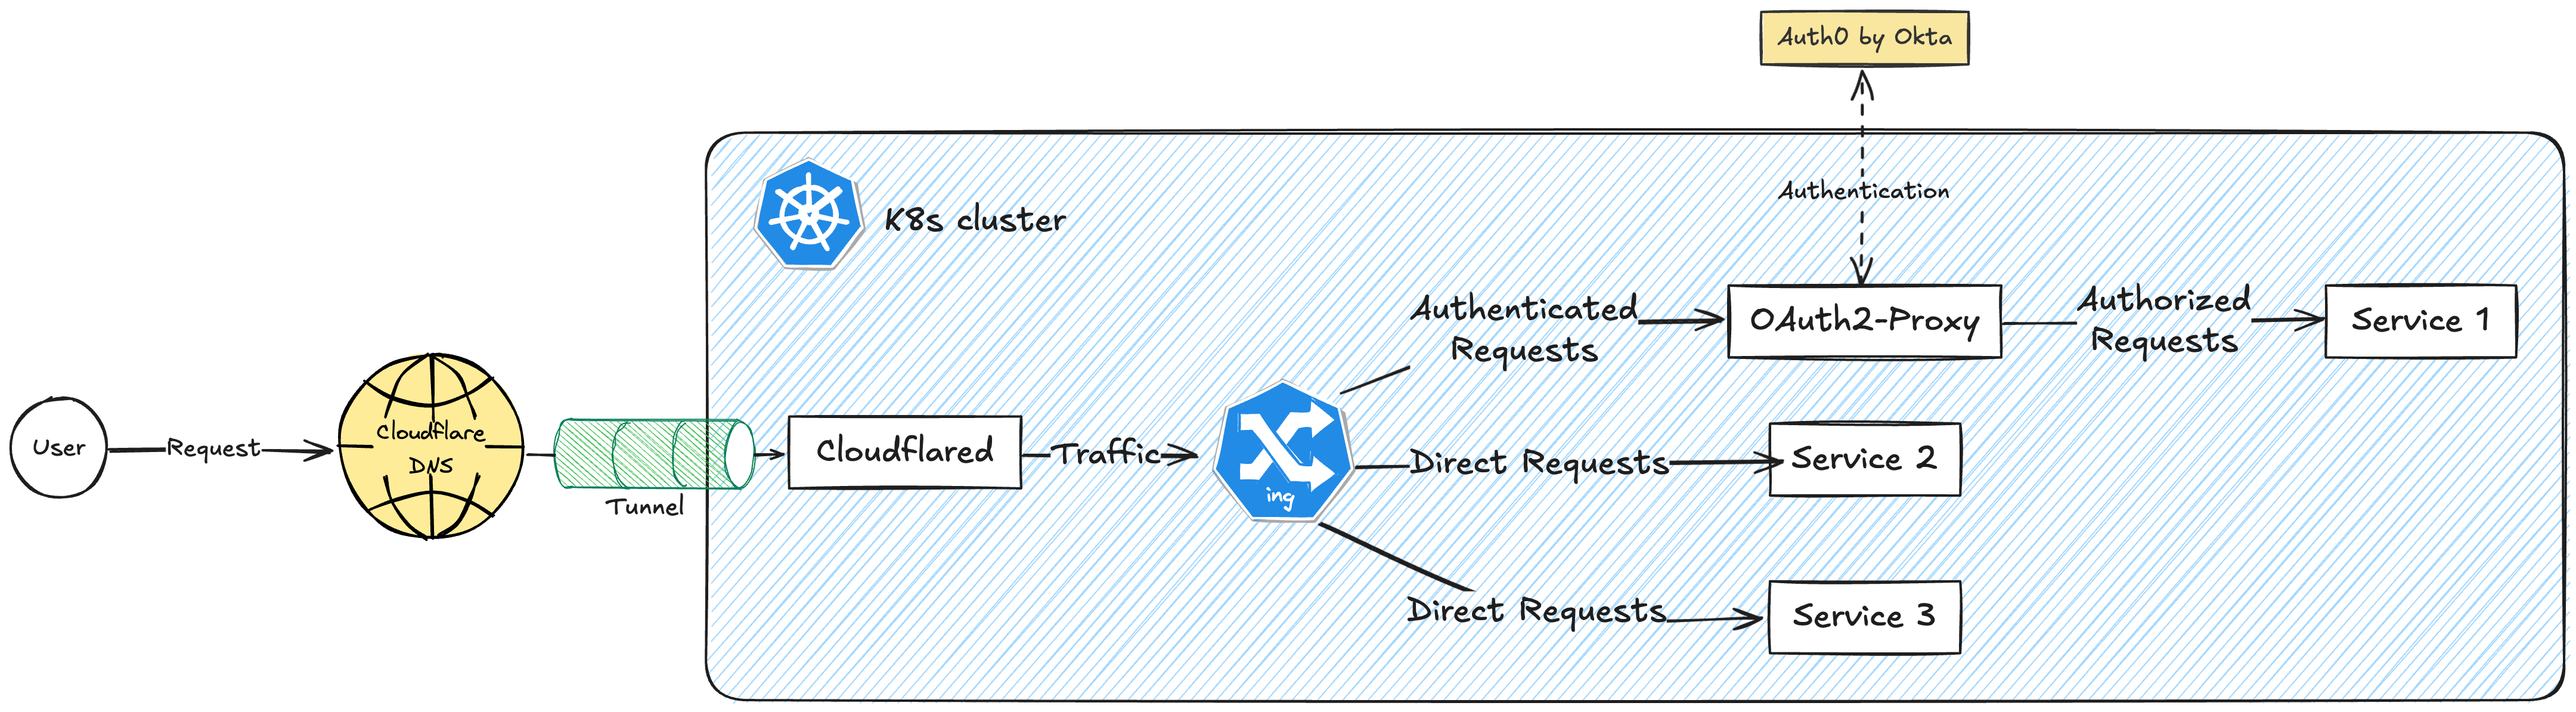 Auth0 by Okta
Authentication
K8s cluster
User
Request
Cloudflare
DNS
Tunnel
Cloudflared
Traffic
ing
Authenticated
Requests
OAuth2-Proxy
Authorized
Requests
Service 1
Direct Requests
Service 2
Direct Requests
Service 3